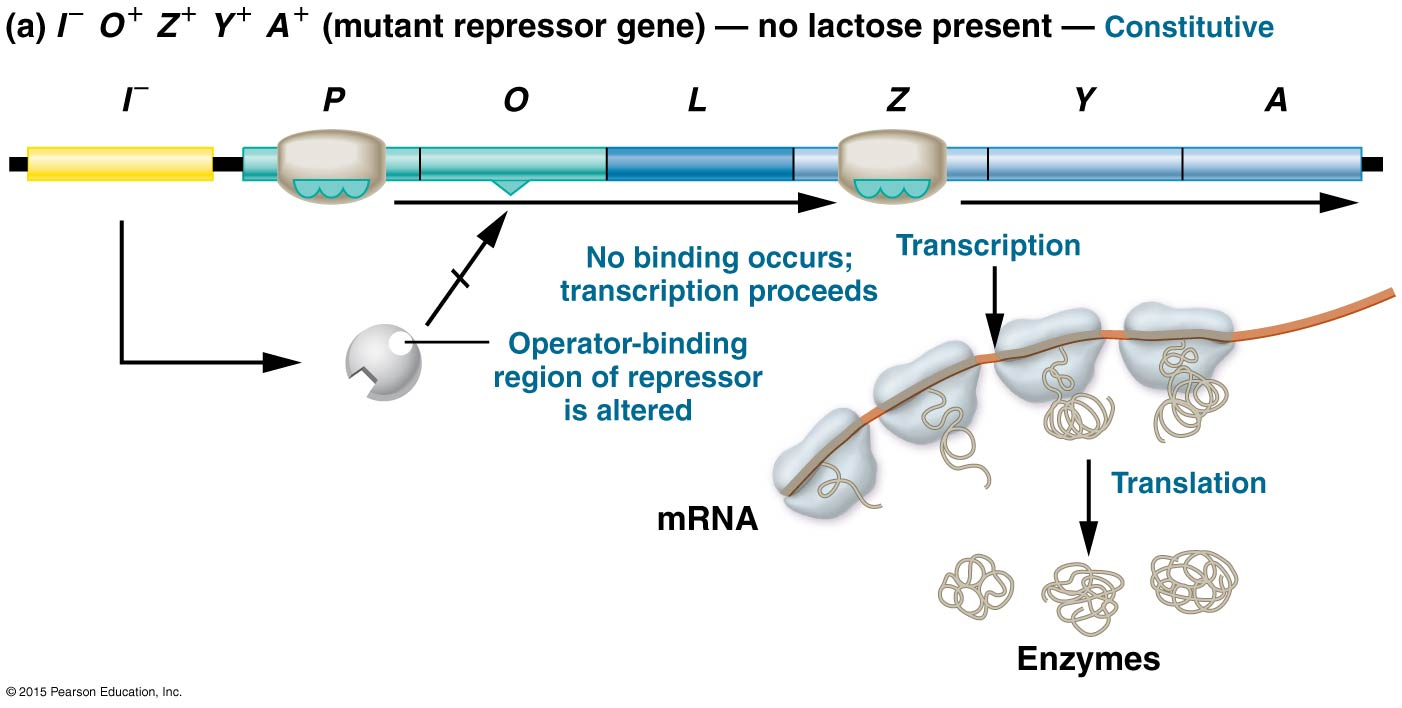 (a) I⁻ O⁺ Z⁺ Y⁺ A⁺ (mutant repressor gene) — no lactose present — Constitutive
I⁻ P O L Z Y A
No binding occurs;
transcription proceeds
Transcription
Operator-binding
region of repressor
is altered
mRNA
Translation
Enzymes
© 2015 Pearson Education, Inc.